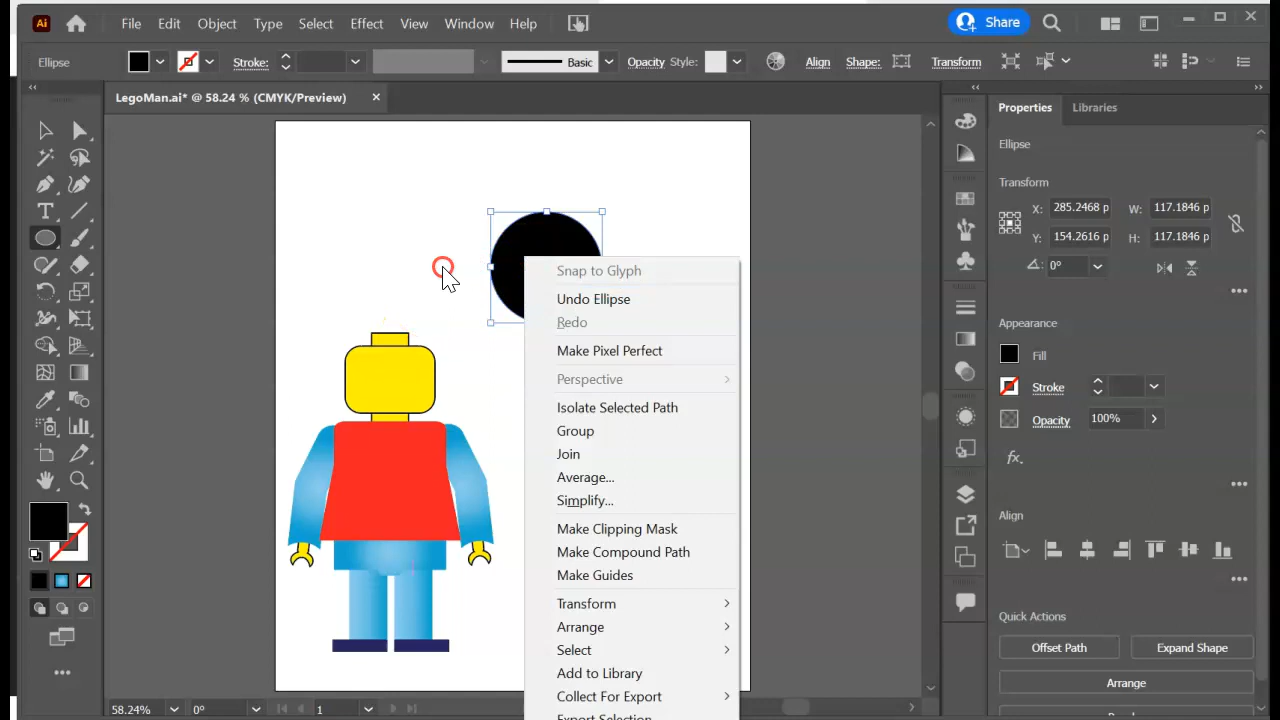 Ai File Edit Object Type Select Effect View Window Help Share
Ellipse Stroke: Basic Opacity Style: Align Shape: Transform
LegoMan.ai* @ 58.24 % (CMYK/Preview) ×
Properties Libraries
Ellipse
Transform
X: 285.2468 p W: 117.1846 p
Y: 154.2616 p H: 117.1846 p
0°
Appearance
Fill
Stroke
Opacity 100%
fx.
Align
Quick Actions
Offset Path Expand Shape
Arrange
Snap to Glyph
Undo Ellipse
Redo
Make Pixel Perfect
Perspective
Isolate Selected Path
Group
Join
Average...
Simplify...
Make Clipping Mask
Make Compound Path
Make Guides
Transform
Arrange
Select
Add to Library
Collect For Export
Export Selection...
58.24% 0° 1